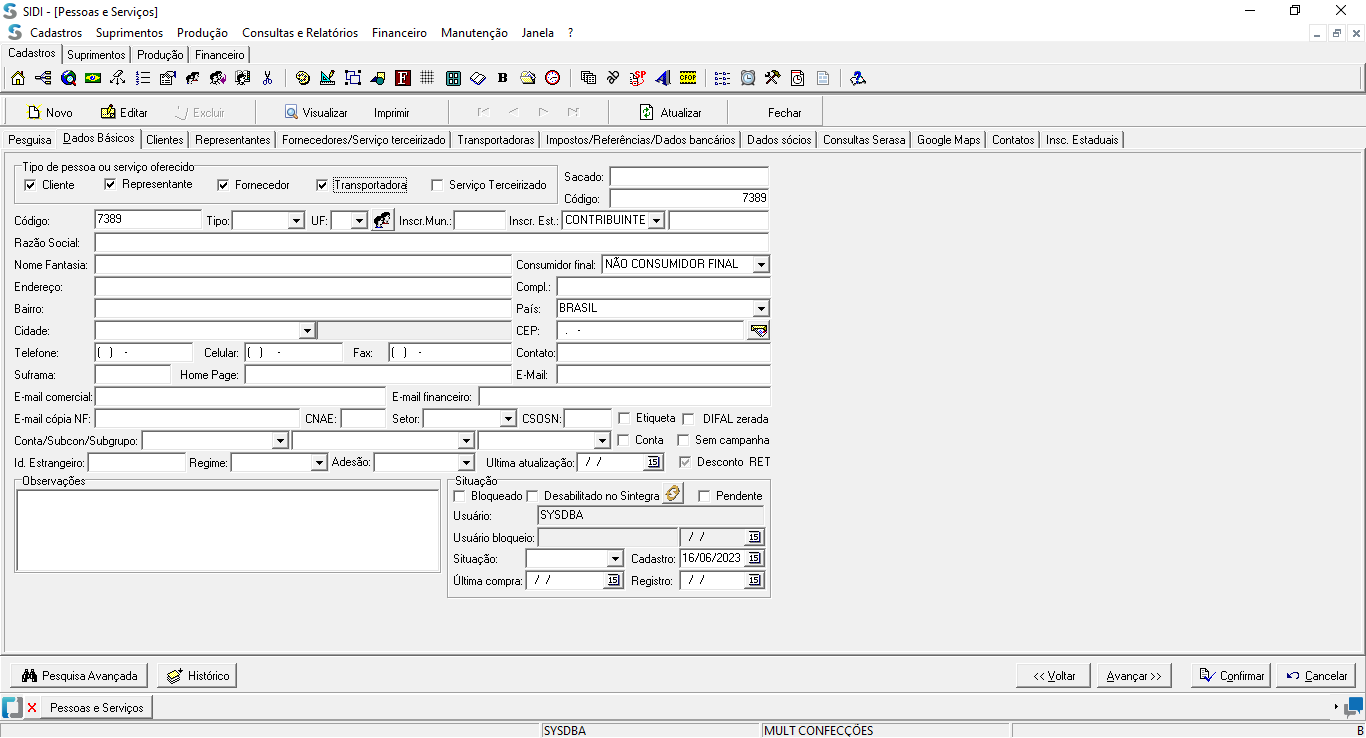 SIDI - [Pessoas e Serviços]
Cadastros Suprimentos Produção Consultas e Relatórios Financeiro Manutenção Janela ?
Cadastros Suprimentos Produção Financeiro
B SP CFOP
Novo Editar Excluir Visualizar Imprimir Atualizar Fechar
Pesquisa Dados Básicos Clientes Representantes Fornecedores/Serviço terceirizado Transportadoras Impostos/Referências/Dados bancários Dados sócios Consultas Serasa Google Maps Contatos Insc. Estaduais
Tipo de pessoa ou serviço oferecido
Cliente Representante Fornecedor Transportadora Serviço Terceirizado
Sacado:
Código: 7389
Código: 7389 Tipo: UF: Inscr.Mun.: Inscr. Est.: CONTRIBUINTE
Razão Social:
Nome Fantasia: Consumidor final: NÃO CONSUMIDOR FINAL
Endereço: Compl.:
Bairro: País: BRASIL
Cidade: CEP: . -
Telefone: ( ) - Celular: ( ) - Fax: ( ) - Contato:
Suframa: Home Page: E-Mail:
E-mail comercial: E-mail financeiro:
E-mail cópia NF: CNAE: Setor: CSOSN: Etiqueta DIFAL zerada
Conta/Subcon/Subgrupo: Conta Sem campanha
Id. Estrangeiro: Regime: Adesão: Ultima atualização: / / 15 Desconto RET
Observações
Situação
Bloqueado Desabilitado no Sintegra Pendente
Usuário: SYSDBA
Usuário bloqueio: / / 15
Situação: Cadastro: 16/06/2023 15
Última compra: / / 15 Registro: / / 15
Pesquisa Avançada Histórico << Voltar Avançar >> Confirmar Cancelar
Pessoas e Serviços
SYSDBA MULT CONFECÇÕES B